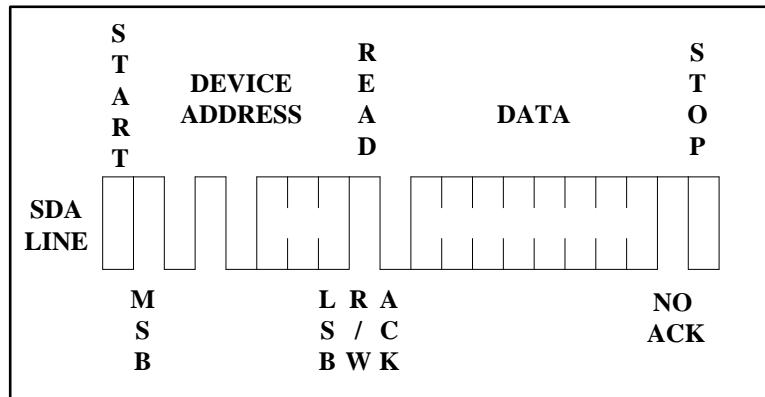 START
DEVICE
ADDRESS
READ
DATA
STOP
SDA
LINE
MSB
LSB
R/W
ACK
NO
ACK